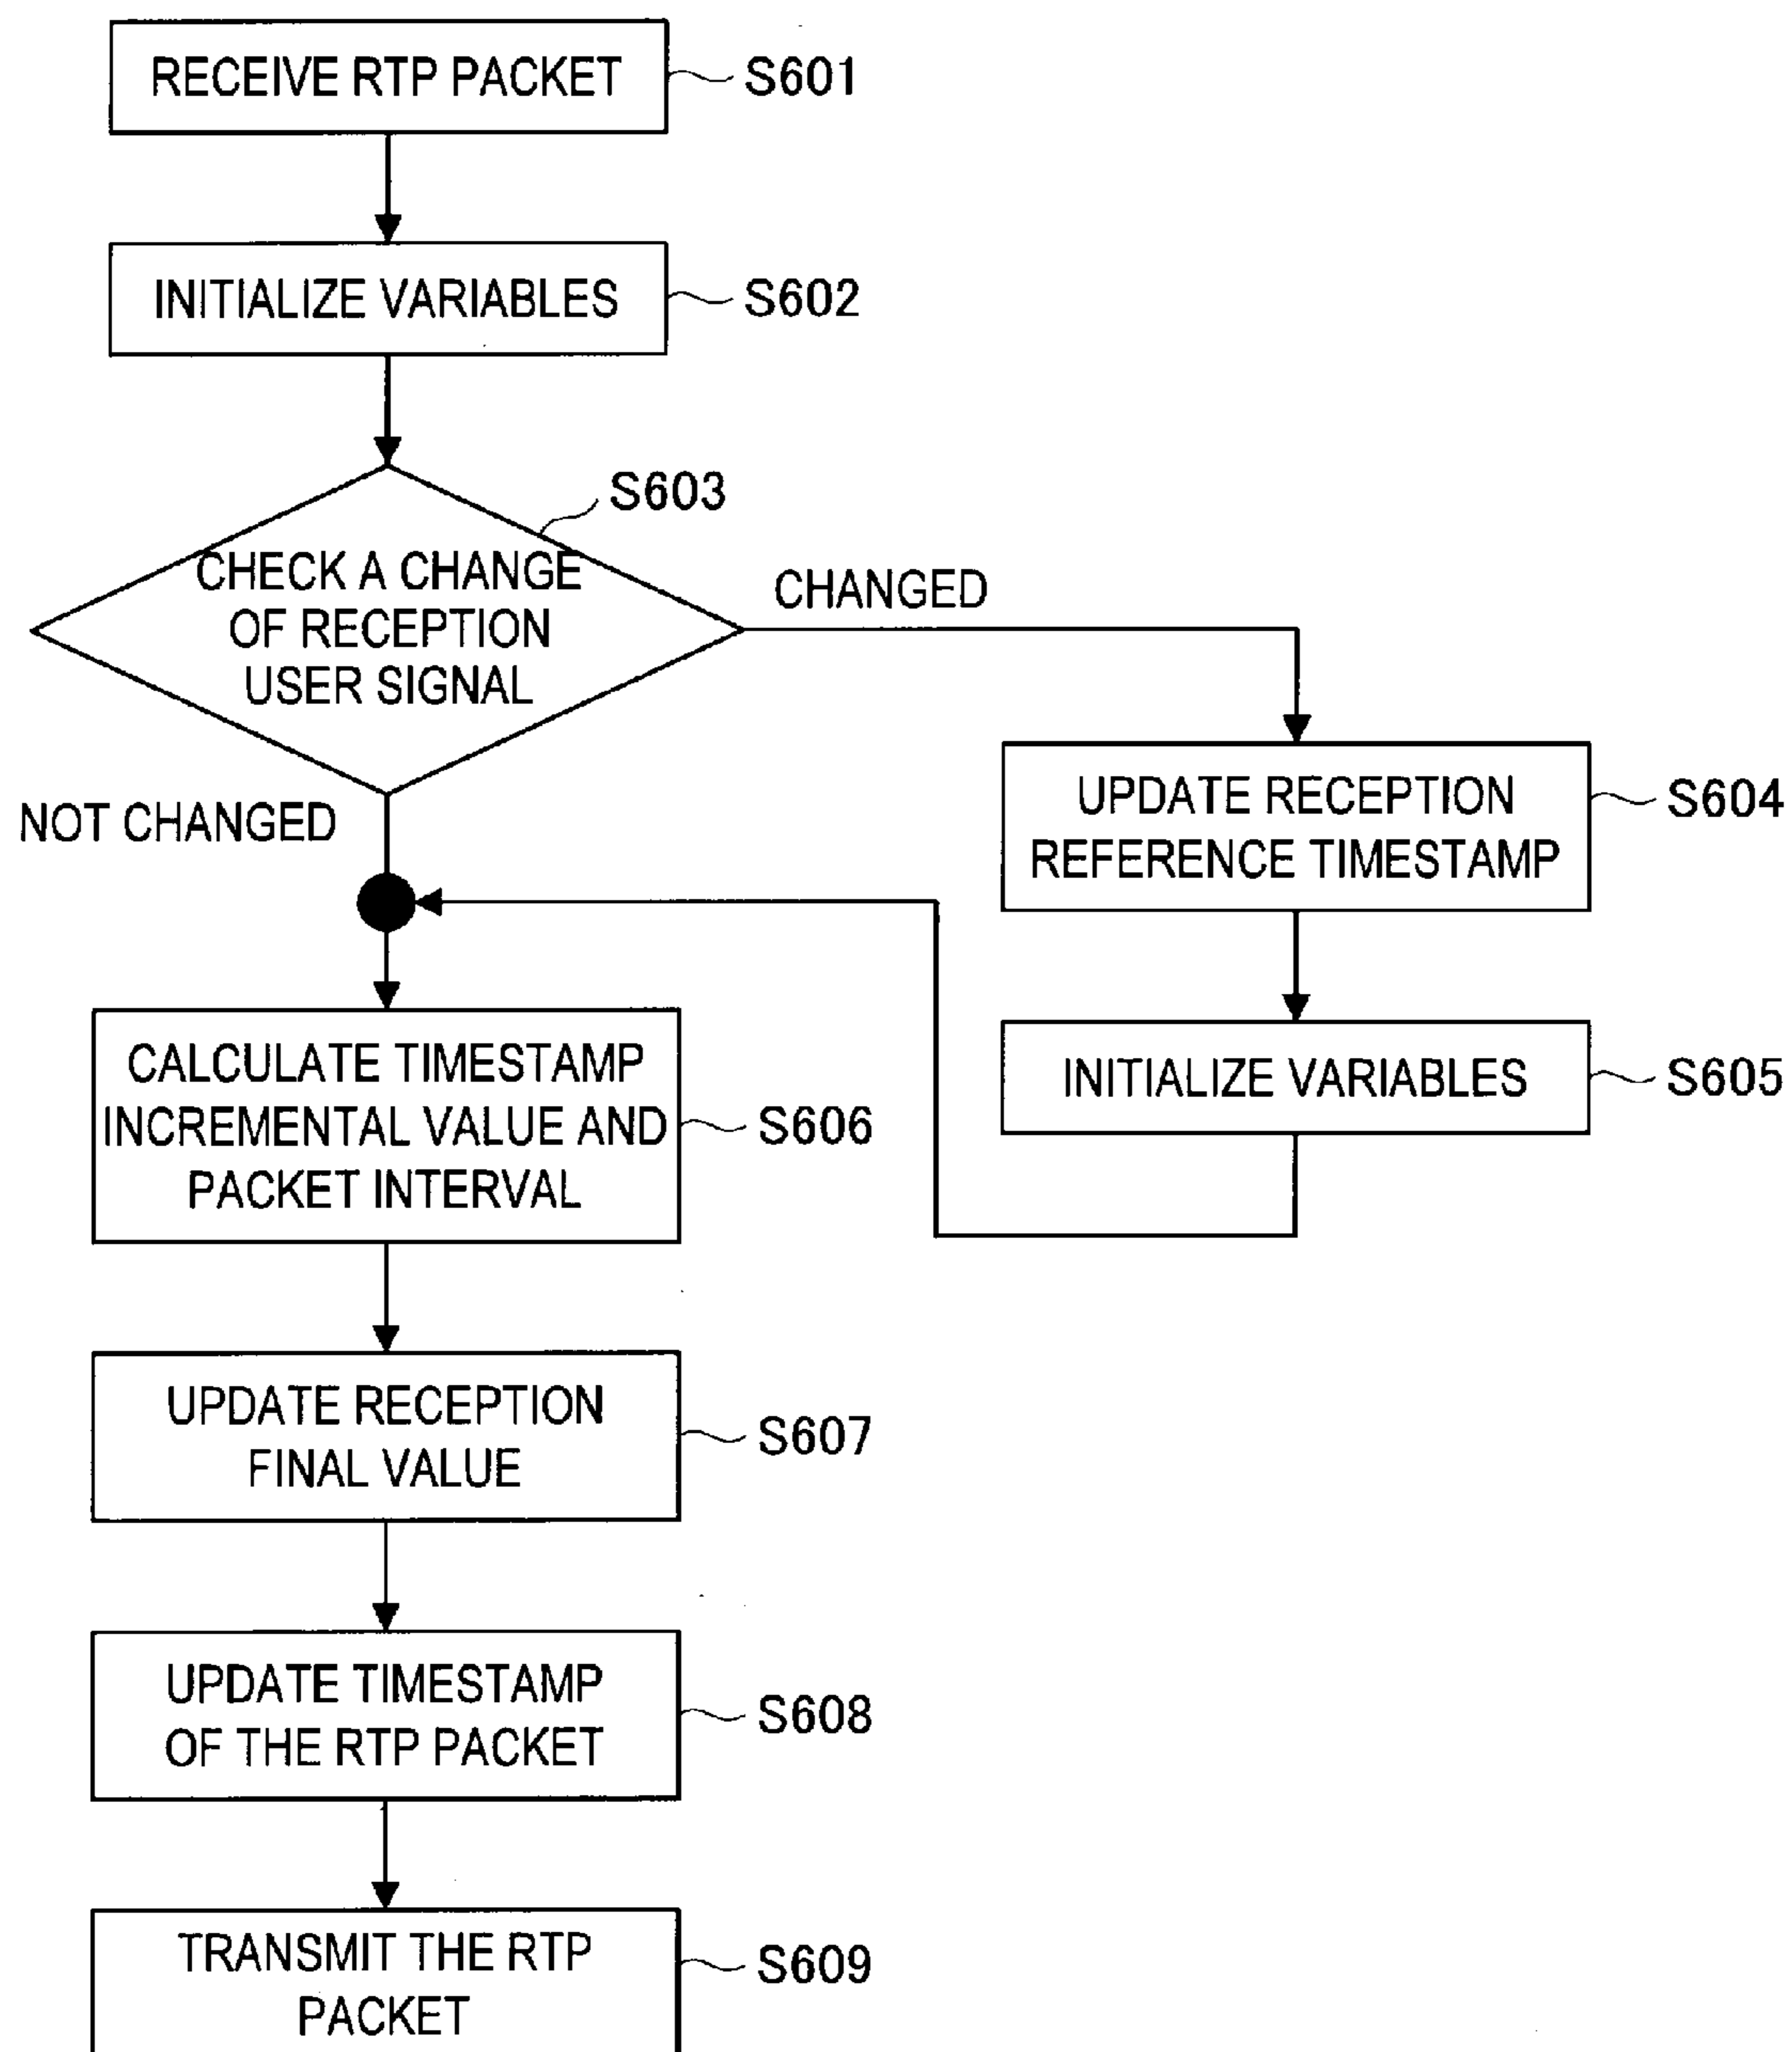 RECEIVE RTP PACKET
S601
INITIALIZE VARIABLES
S602
S603
CHECK A CHANGE
OF RECEPTION
USER SIGNAL
CHANGED
NOT CHANGED
UPDATE RECEPTION
REFERENCE TIMESTAMP
S604
INITIALIZE VARIABLES
S605
CALCULATE TIMESTAMP
INCREMENTAL VALUE AND
PACKET INTERVAL
S606
UPDATE RECEPTION
FINAL VALUE
S607
UPDATE TIMESTAMP
OF THE RTP PACKET
S608
TRANSMIT THE RTP
PACKET
S609